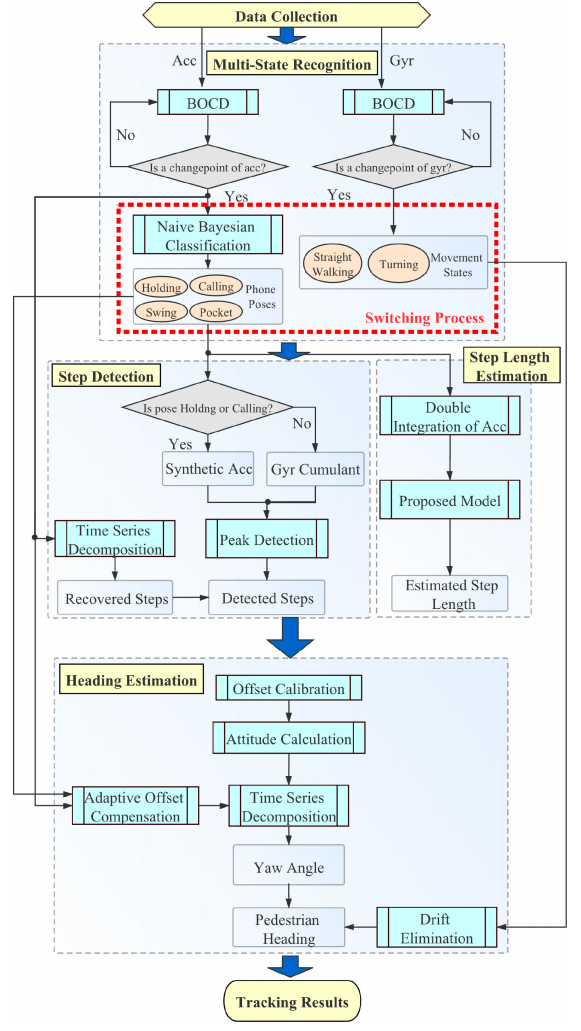 Data Collection
Acc
Gyr
Multi-State Recognition
BOCD
BOCD
No
No
Is a changepoint of acc?
Is a changepoint of gyr?
Yes
Yes
Naive Bayesian
Classification
Holding
Calling
Swing
Pocket
Phone
Poses
Straight
Walking
Turning
Movement
States
Switching Process
Step Detection
Step Length
Estimation
Is pose Holdng or Calling?
Yes
No
Synthetic Acc
Gyr Cumulant
Double
Integration of Acc
Time Series
Decomposition
Peak Detection
Proposed Model
Recovered Steps
Detected Steps
Estimated Step
Length
Heading Estimation
Offset Calibration
Attitude Calculation
Adaptive Offset
Compensation
Time Series
Decomposition
Yaw Angle
Pedestrian
Heading
Drift
Elimination
Tracking Results